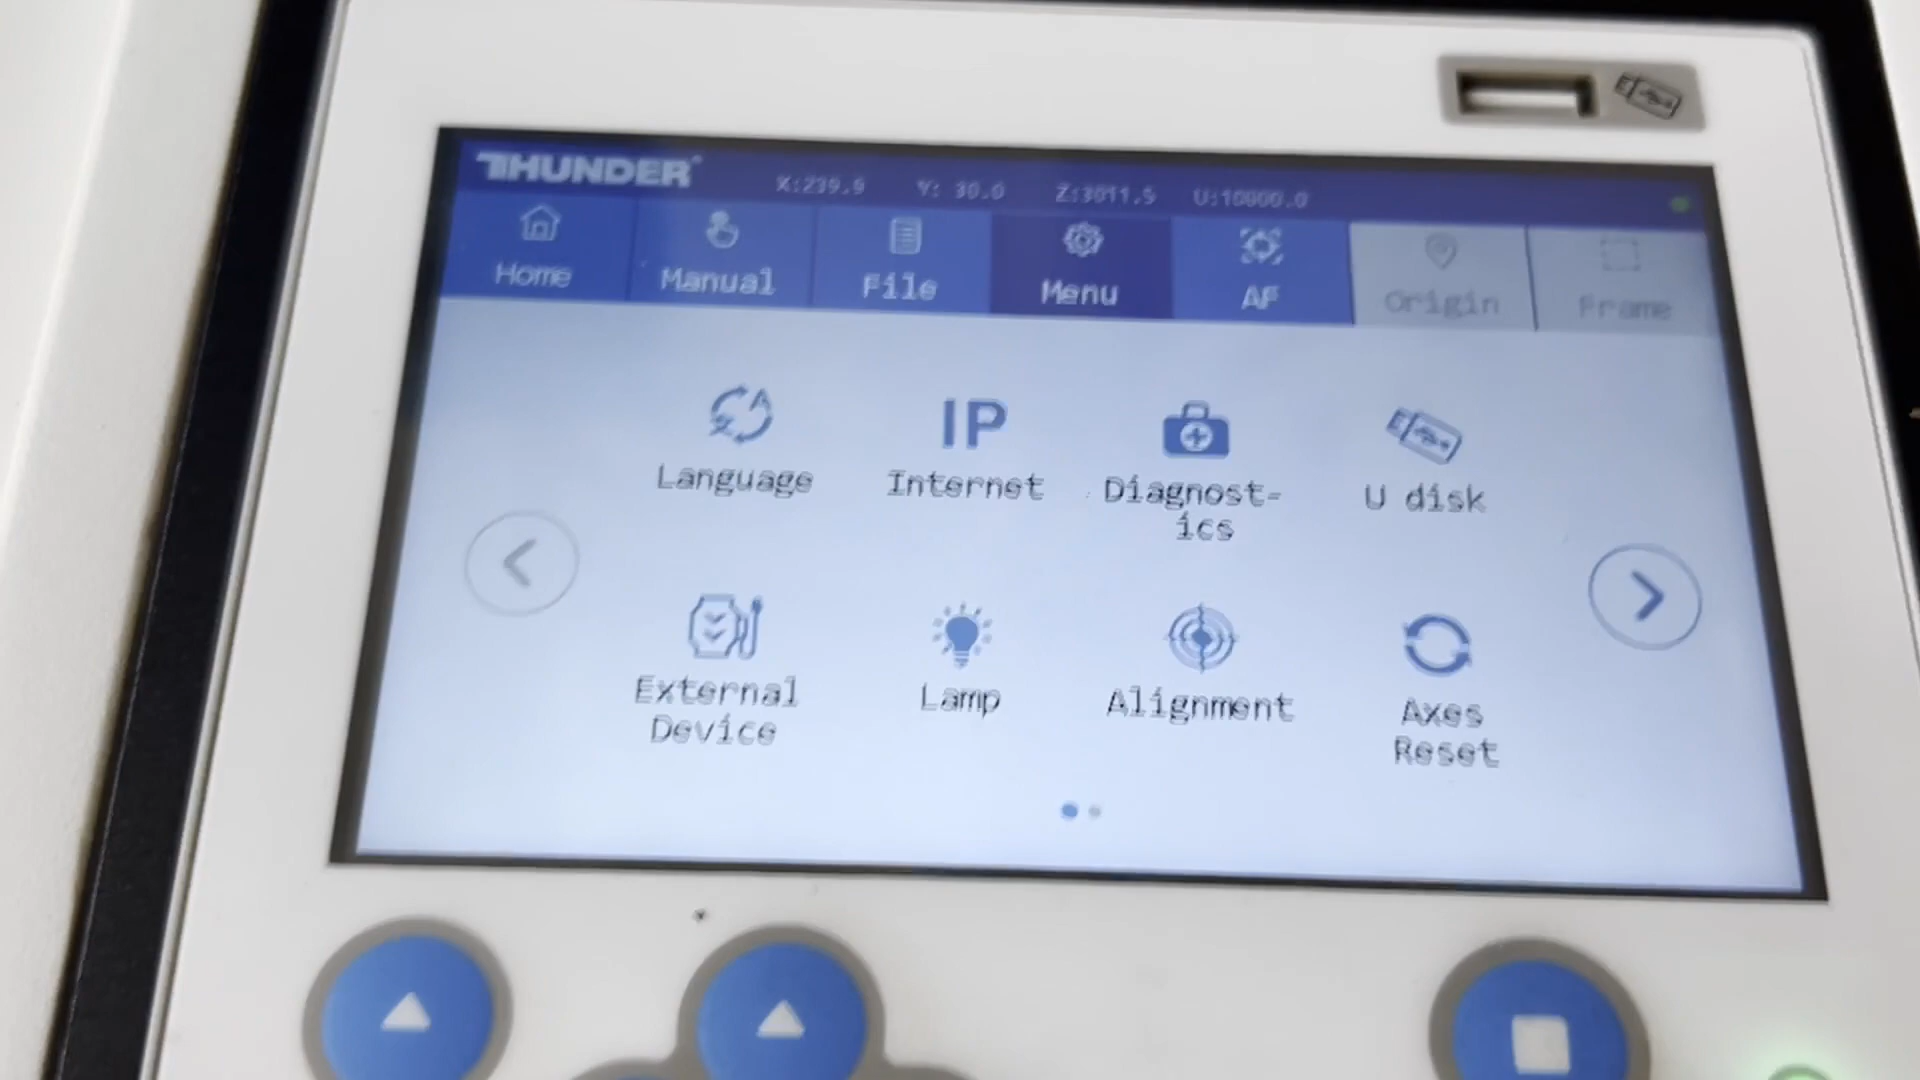 THUNDER
X:239.9 Y: 30.0 Z:3011.5 U:10000.0
Home Manual File Menu AF Origin Frame
IP
Language Internet Diagnost- U disk
ics
External Lamp Alignment Axes
Device Reset